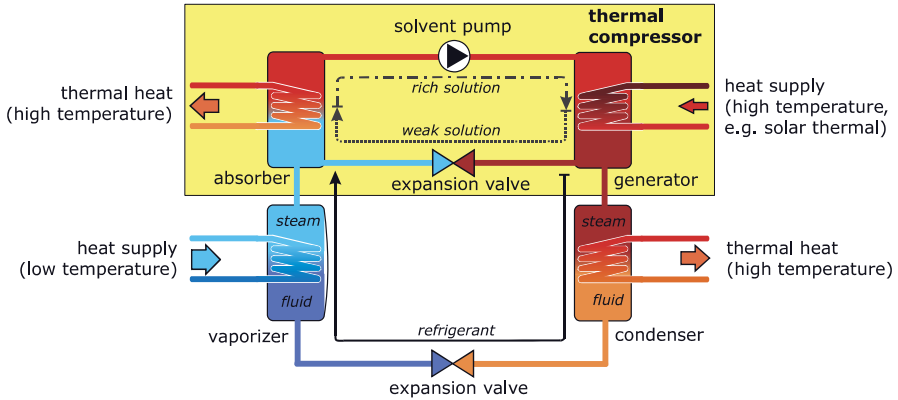 solvent pump
thermal
compressor
thermal heat
(high temperature)
rich solution
weak solution
heat supply
(high temperature,
e.g. solar thermal)
absorber
expansion valve
generator
steam
steam
heat supply
(low temperature)
thermal heat
(high temperature)
fluid
fluid
vaporizer
refrigerant
condenser
expansion valve